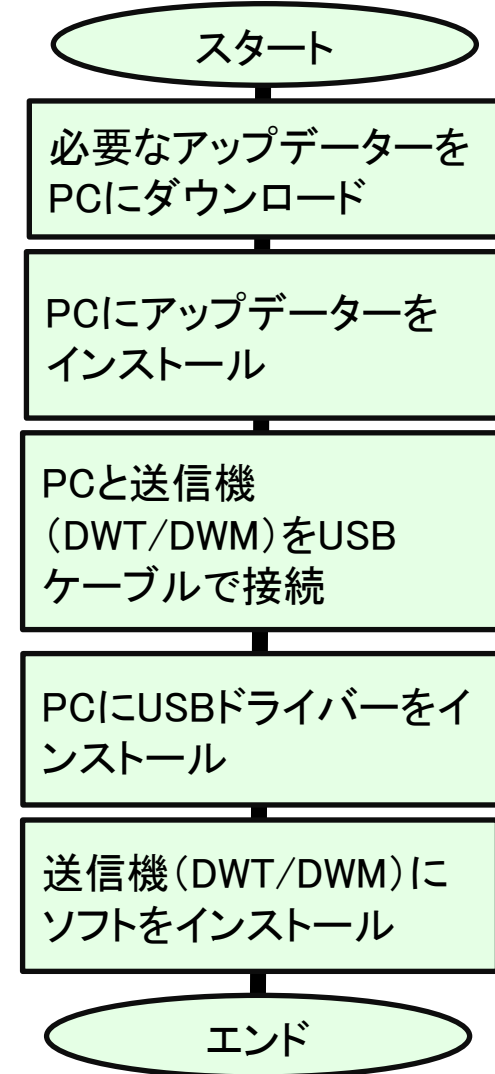 スタート
必要なアップデーターを
PCにダウンロード
PCにアップデーターを
インストール
PCと送信機
（DWT/DWM）をUSB
ケーブルで接続
PCにUSBドライバーをイ
ンストール
送信機（DWT/DWM）に
ソフトをインストール
エンド